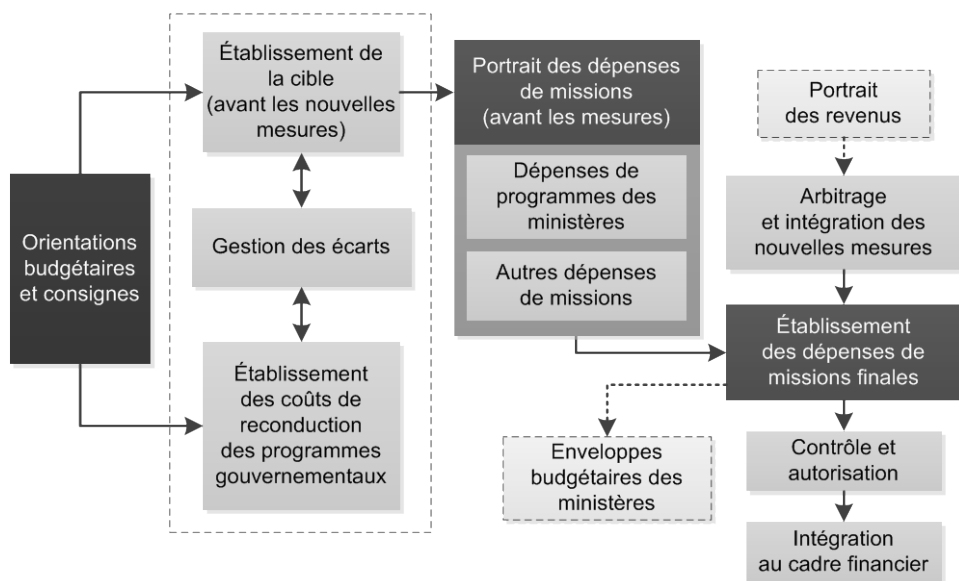 Orientations
budgétaires
et consignes
Établissement de
la cible
(avant les nouvelles
mesures)
Gestion des écarts
Établissement
des coûts de
reconduction
des programmes
gouvernementaux
Portrait des dépenses
de missions
(avant les mesures)
Dépenses de
programmes des
ministères
Autres dépenses
de missions
Enveloppes
budgétaires des
ministères
Portrait
des revenus
Arbitrage
et intégration des
nouvelles mesures
Établissement
des dépenses de
missions finales
Contrôle et
autorisation
Intégration
au cadre financier